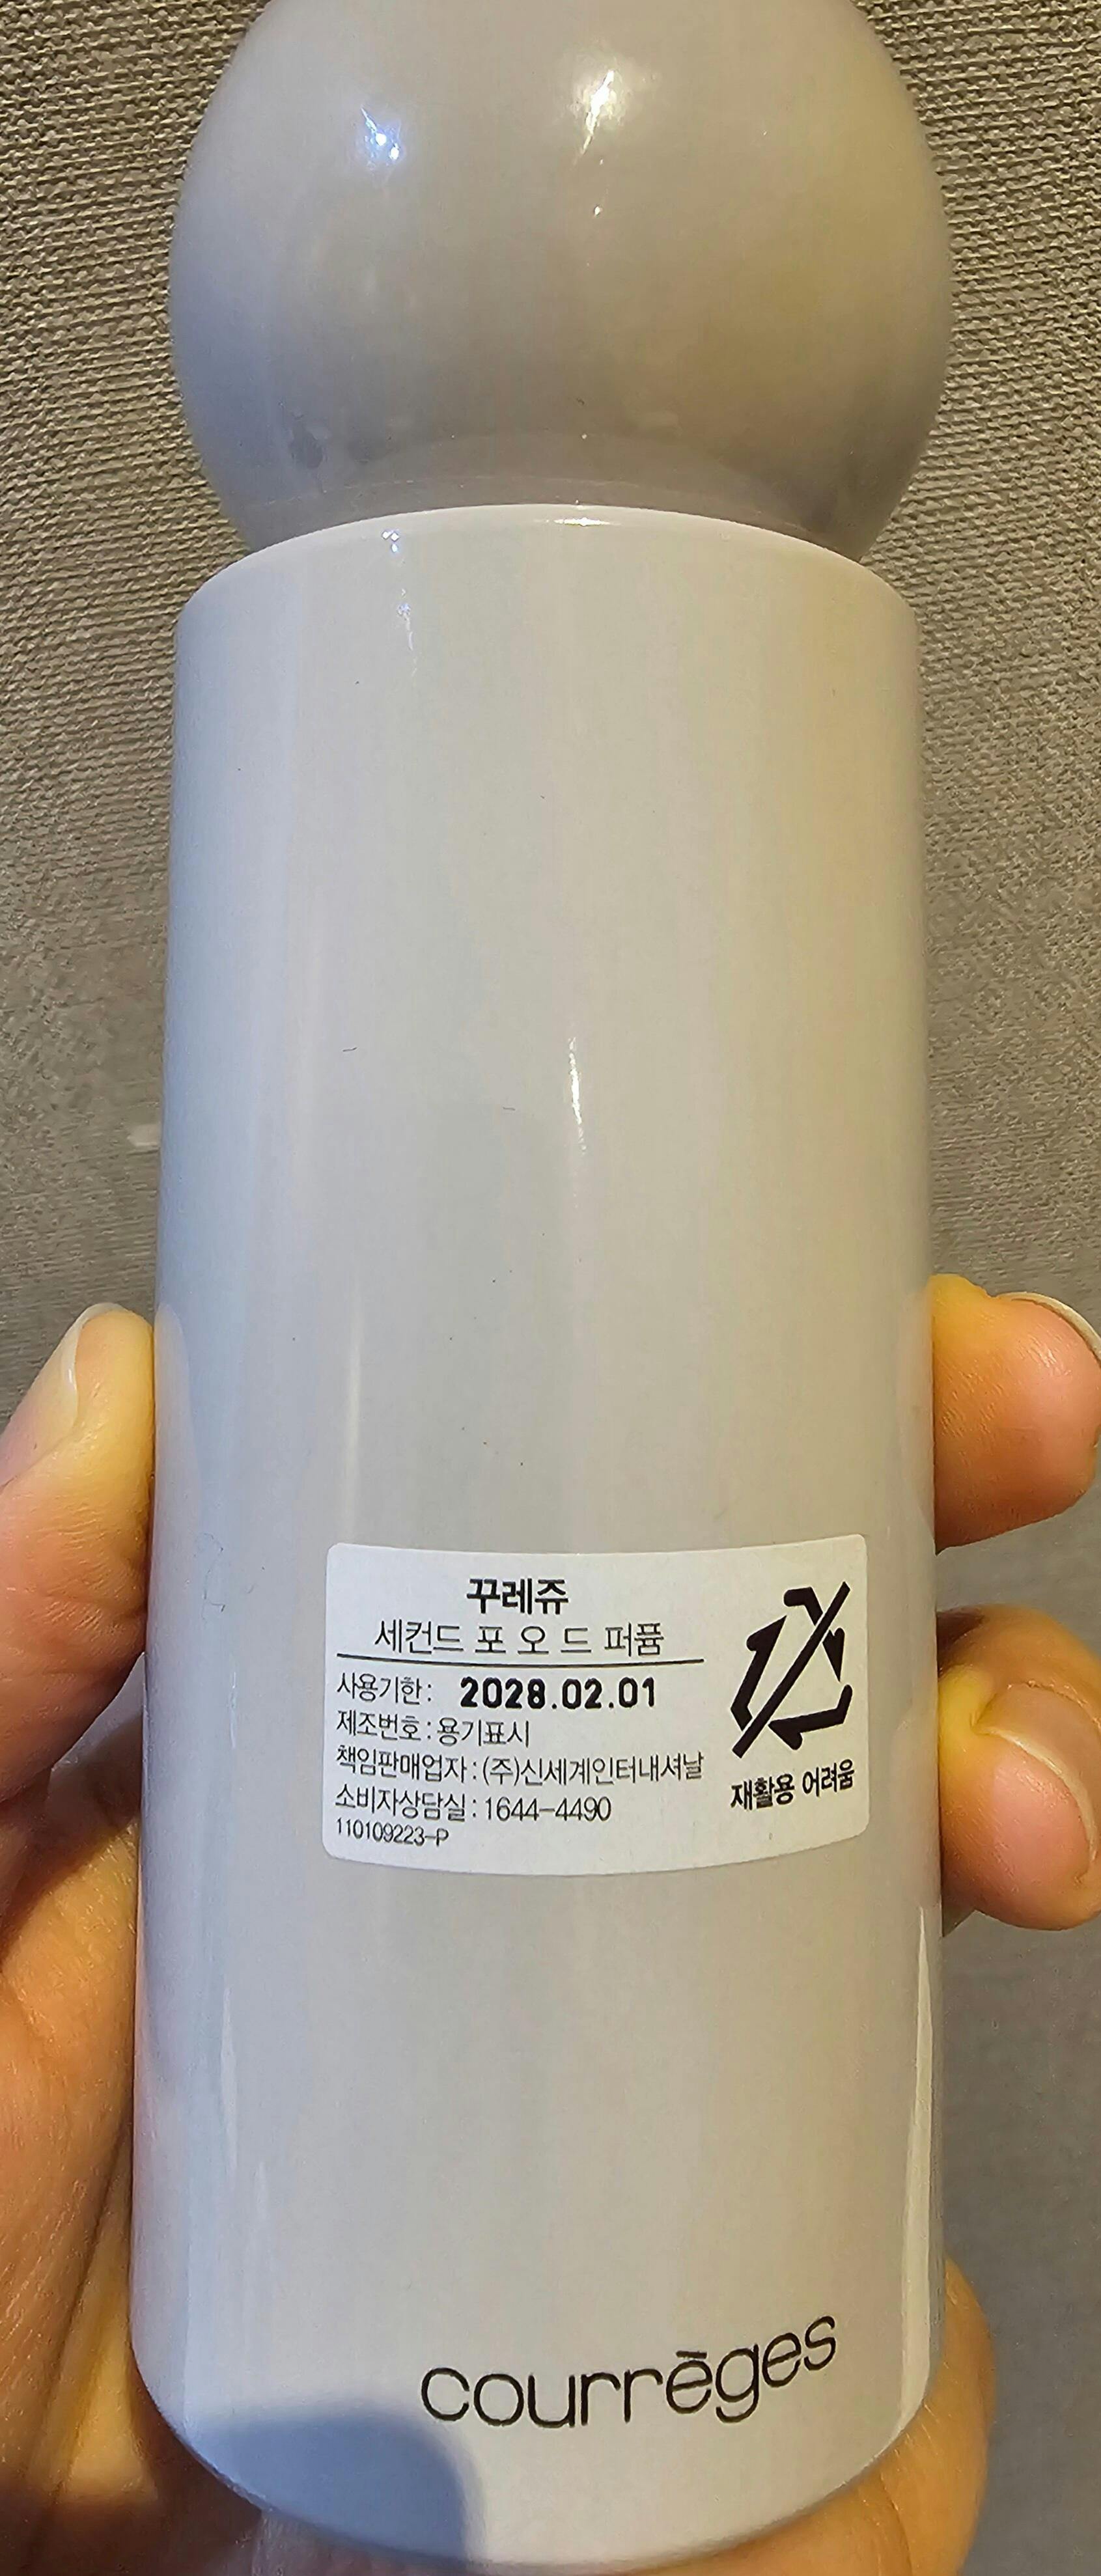 꾸레쥬
세컨드 포 오 드 퍼퓸
사용기한 : 2028.02.01
제조번호 : 용기표시
책임판매업자 : (주)신세계인터내셔날
소비자상담실 : 1644-4490
110109223-P
재활용 어려움
courrèges